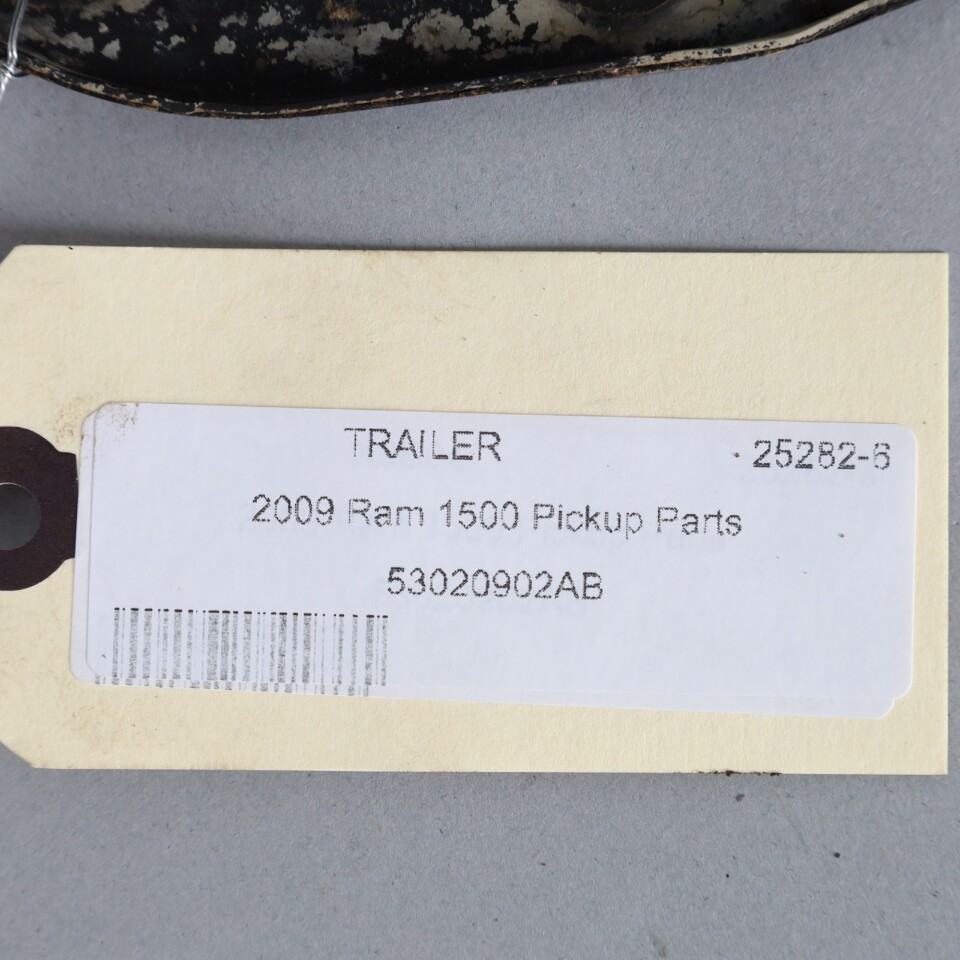 TRAILER 25282-6
2009 Ram 1500 Pickup Parts
53020902AB